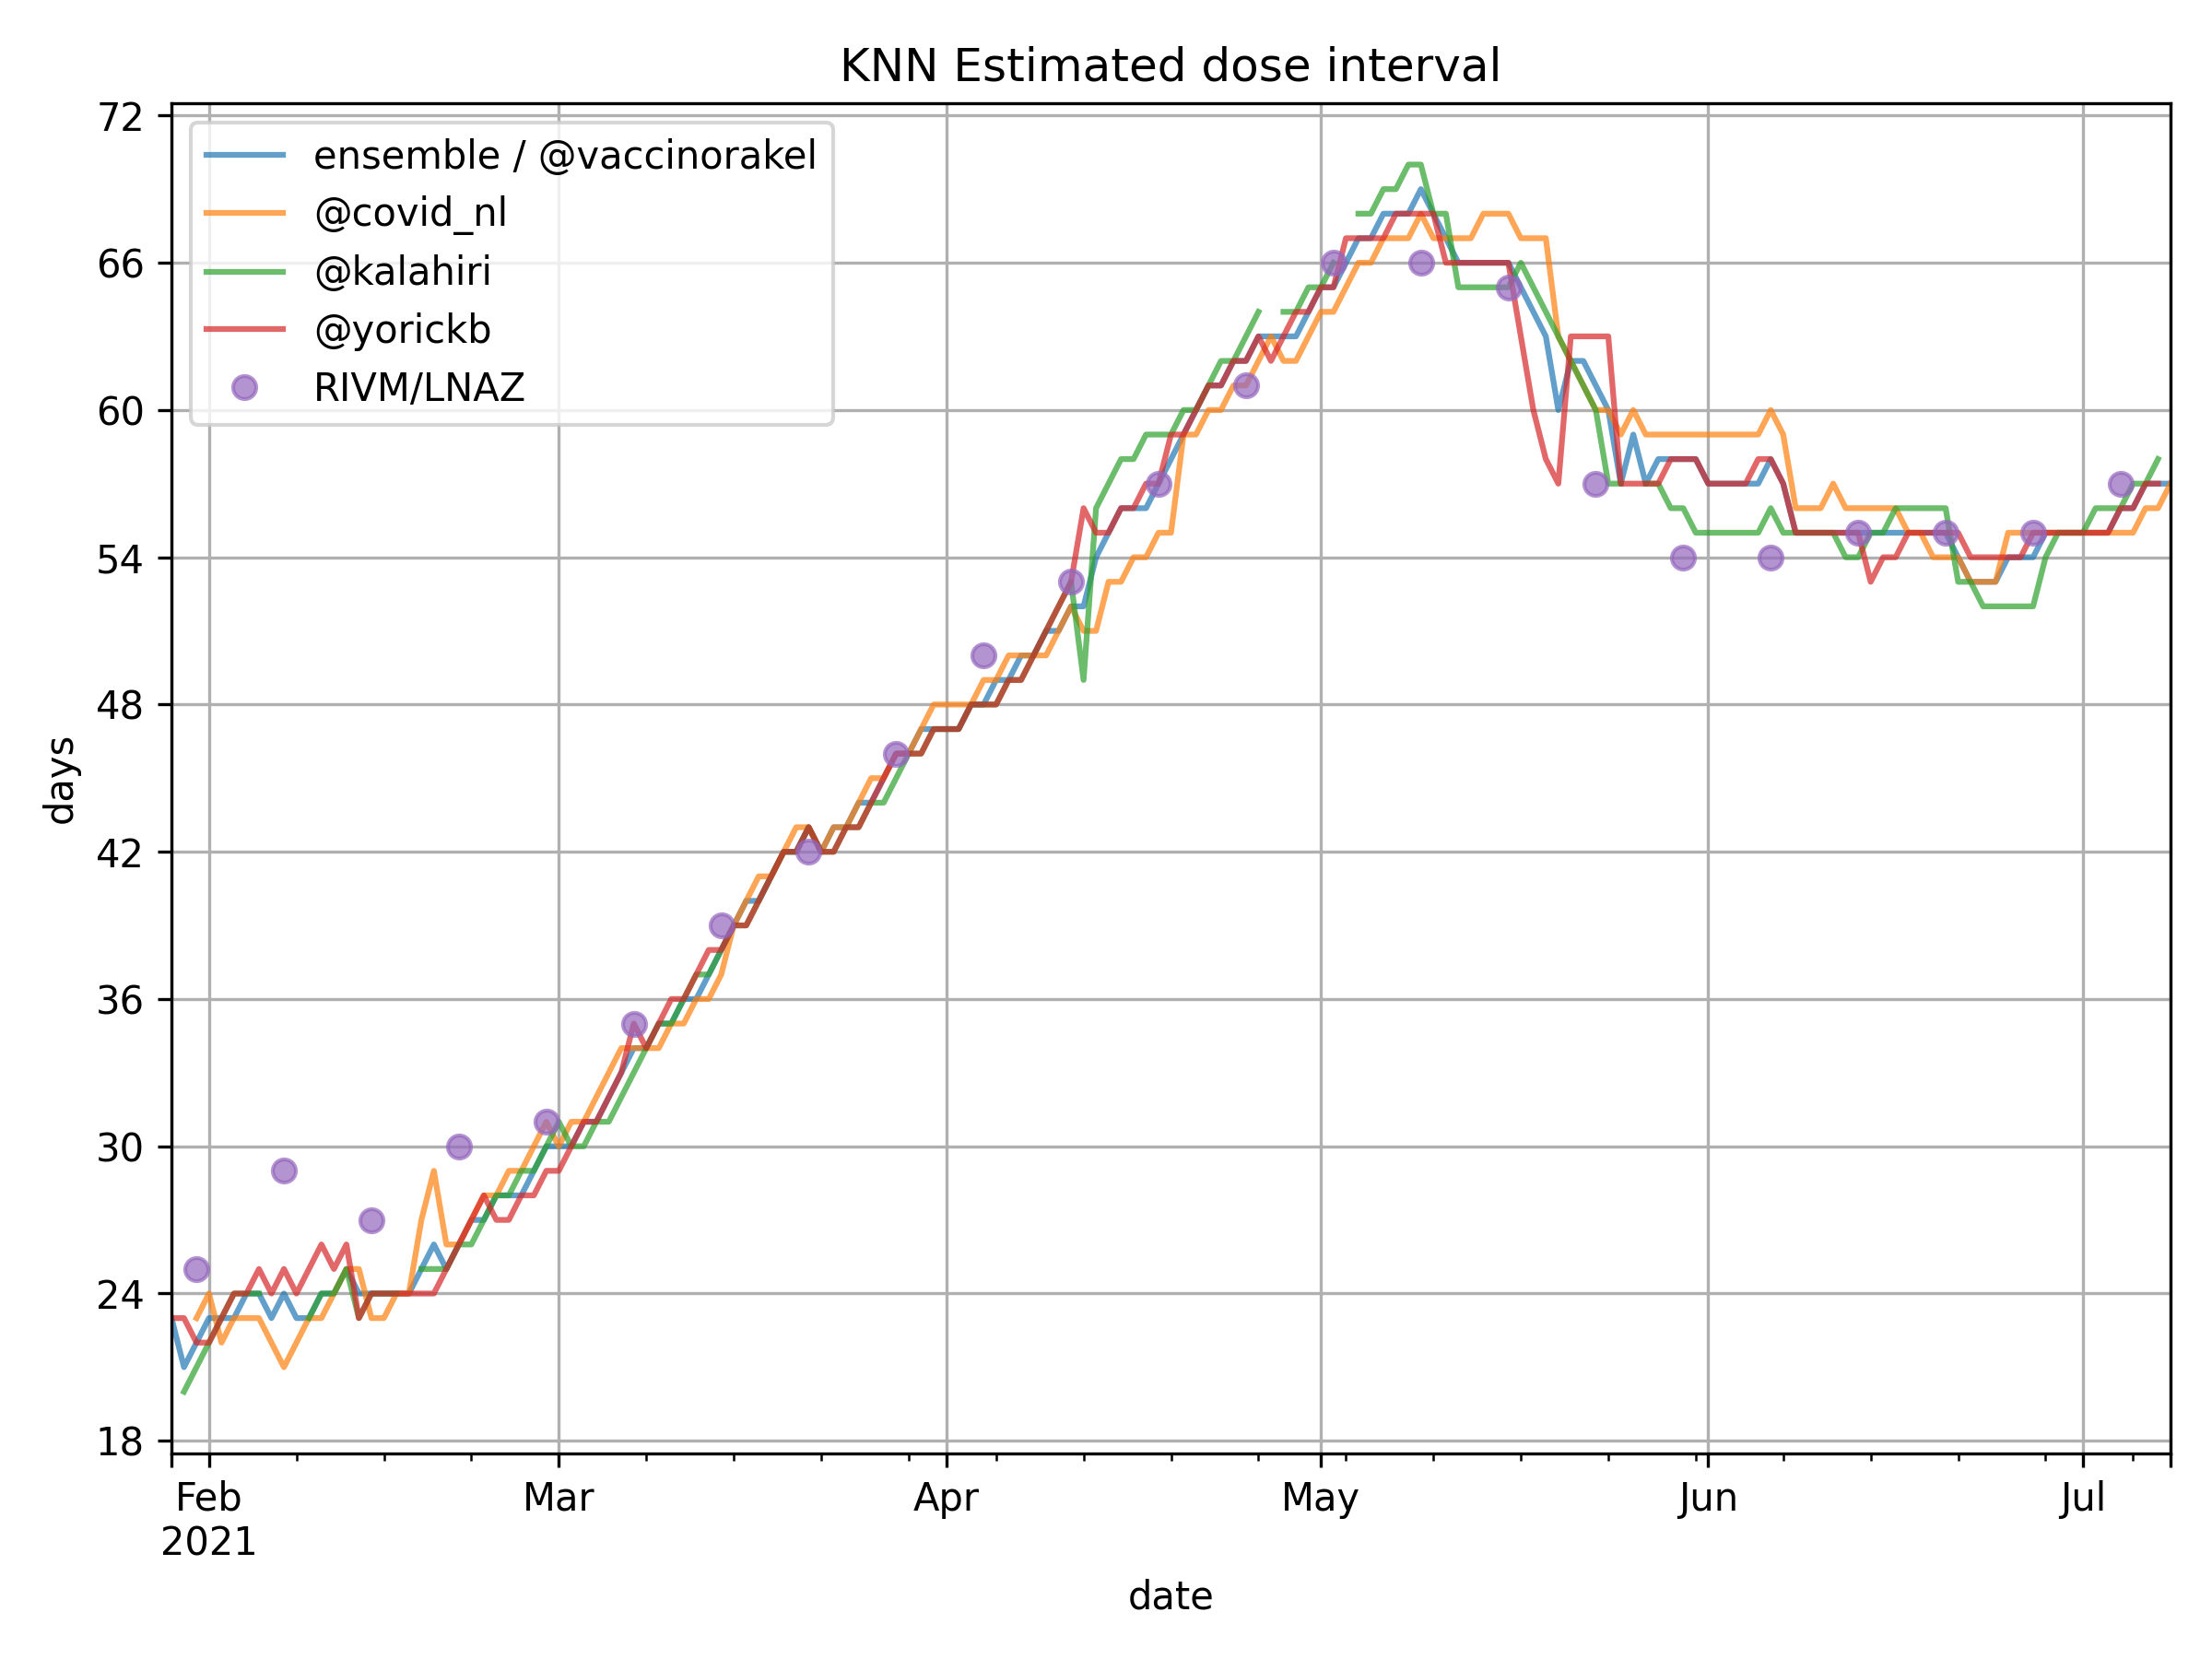 KNN Estimated dose interval
72
66
60
54
48
42
36
30
24
18
days
ensemble / @vaccinorakel
@covid_nl
@kalahiri
@yorickb
RIVM/LNAZ
Feb Mar Apr May Jun Jul
2021
date